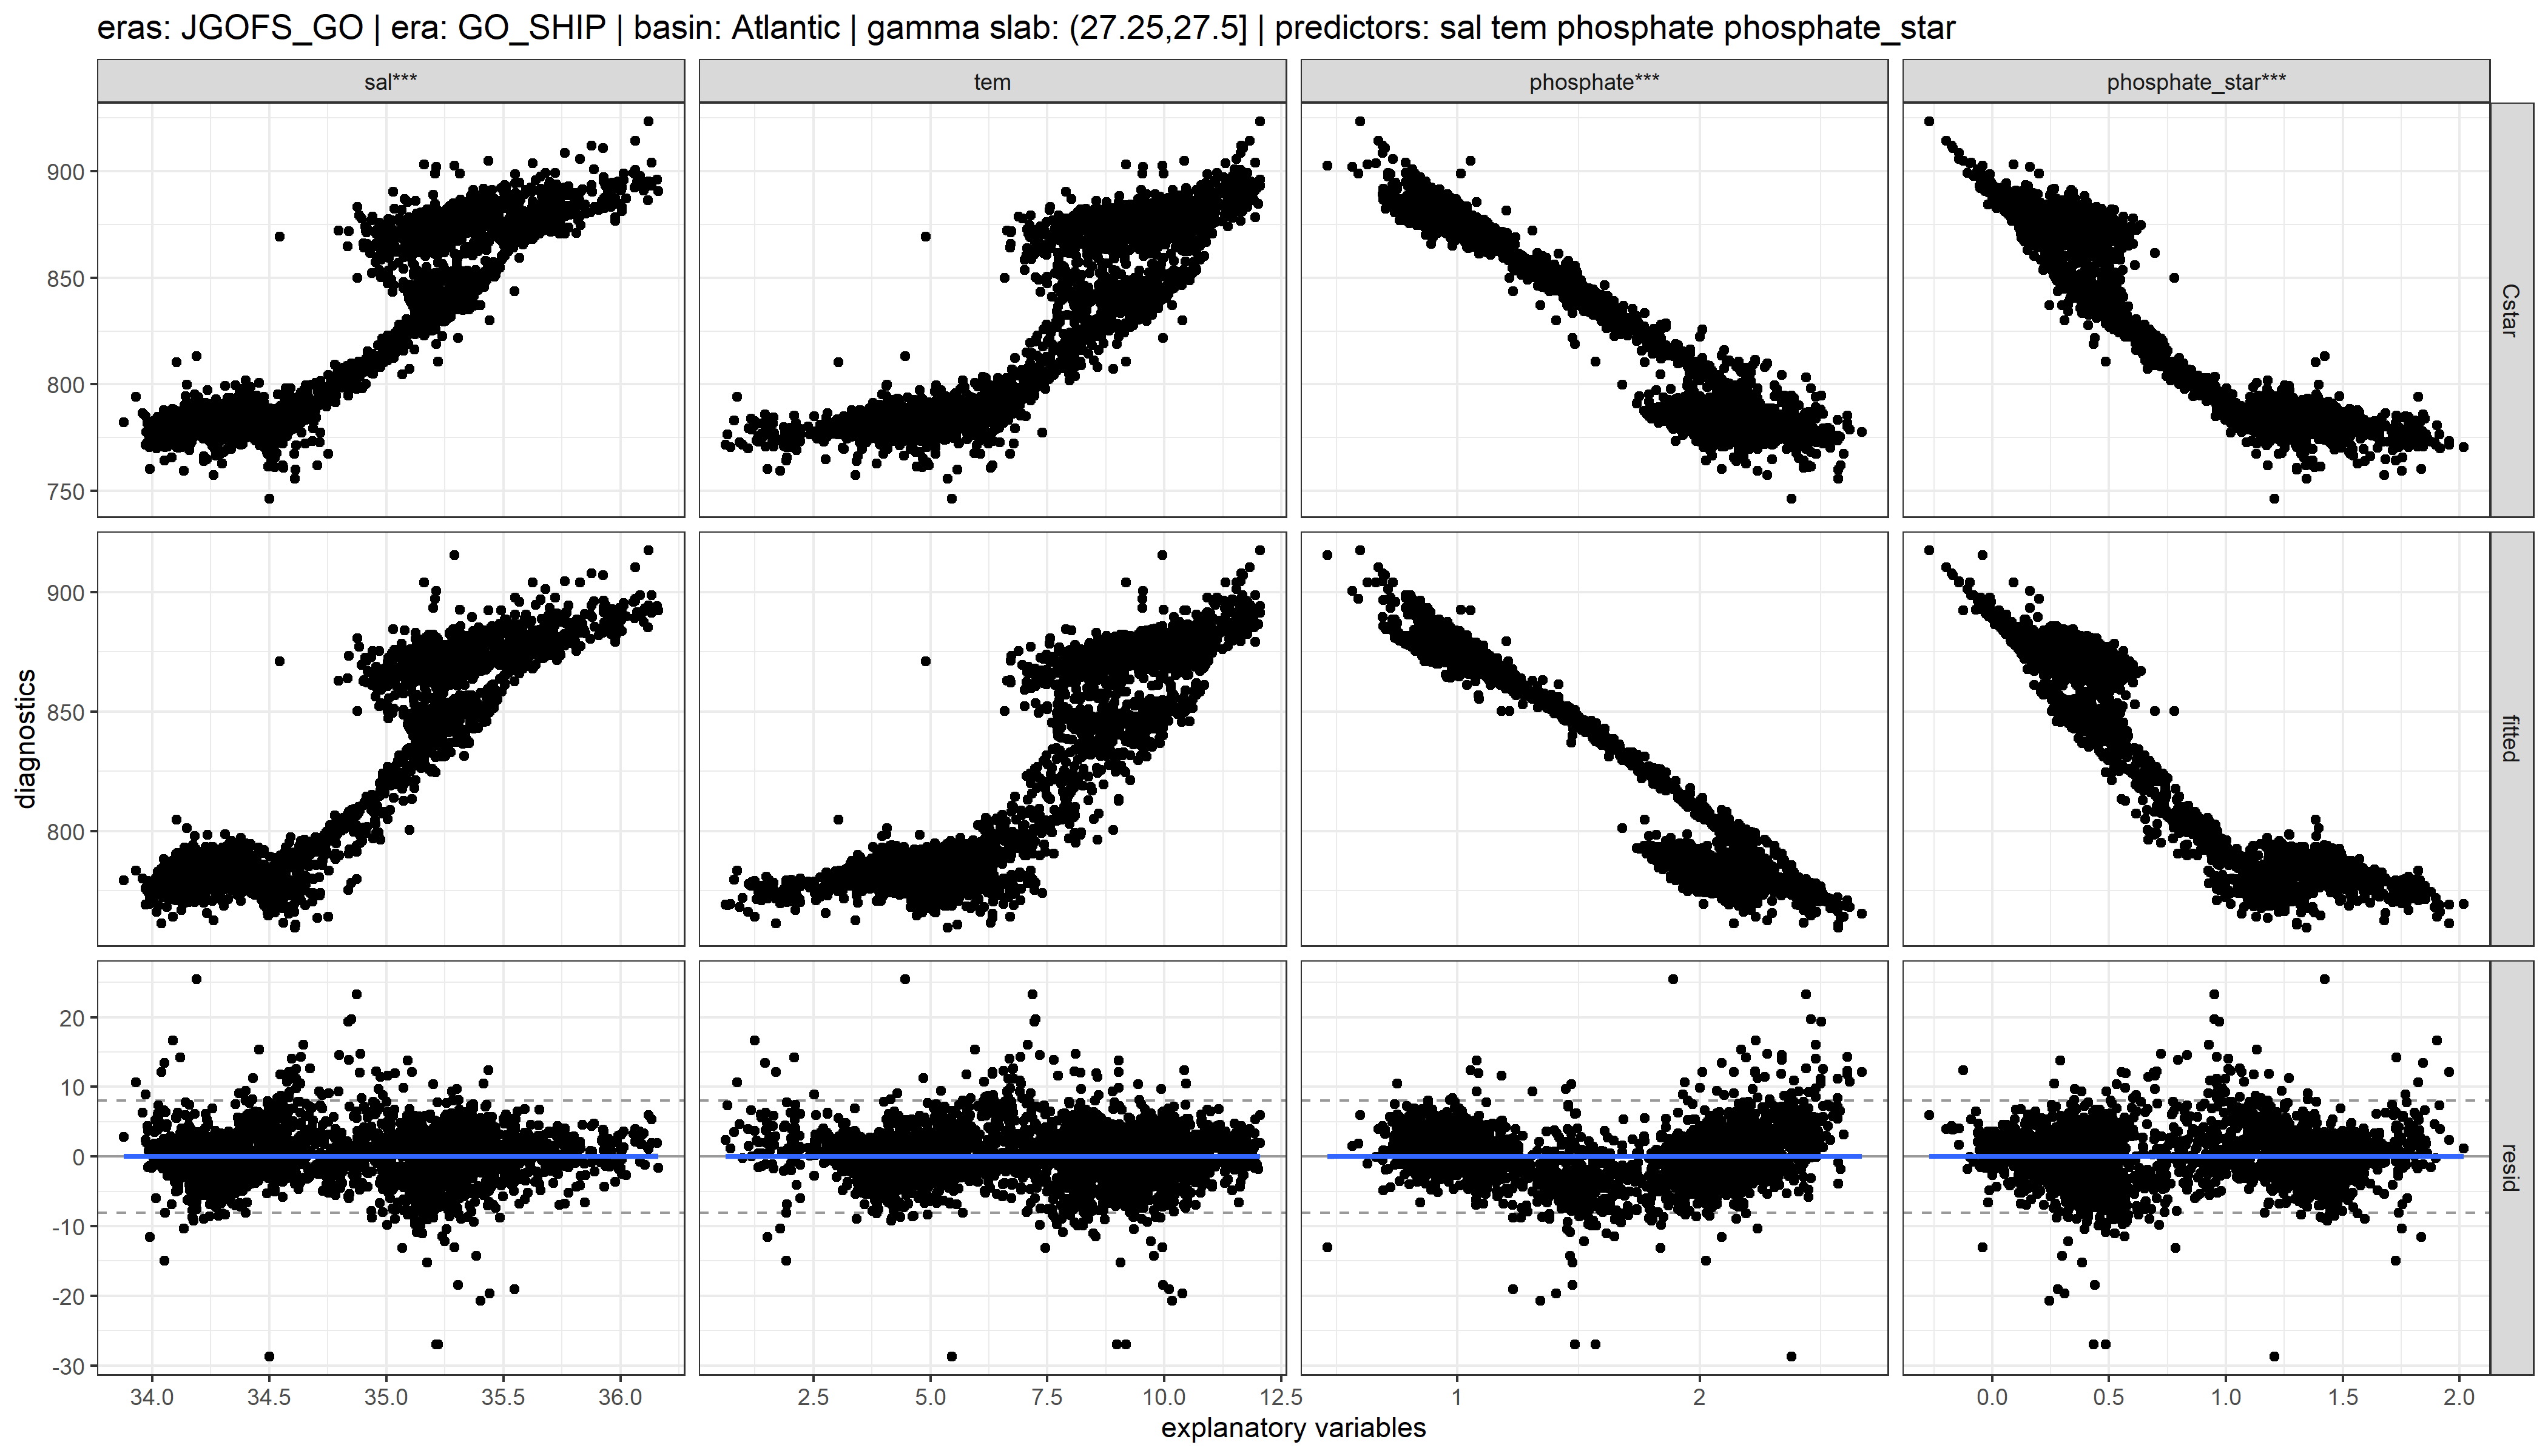 eras: JGOFS_GO | era: GO_SHIP | basin: Atlantic | gamma slab: (27.25,27.5] | predictors: sal tem phosphate phosphate_star
sal*** tem phosphate*** phosphate_star***
900
850
800
750
Cstar
900
850
800
fitted
diagnostics
20
10
0
-10
-20
-30
resid
34.0 34.5 35.0 35.5 36.0 2.5 5.0 7.5 10.0 12.5 1 2 0.0 0.5 1.0 1.5 2.0
explanatory variables